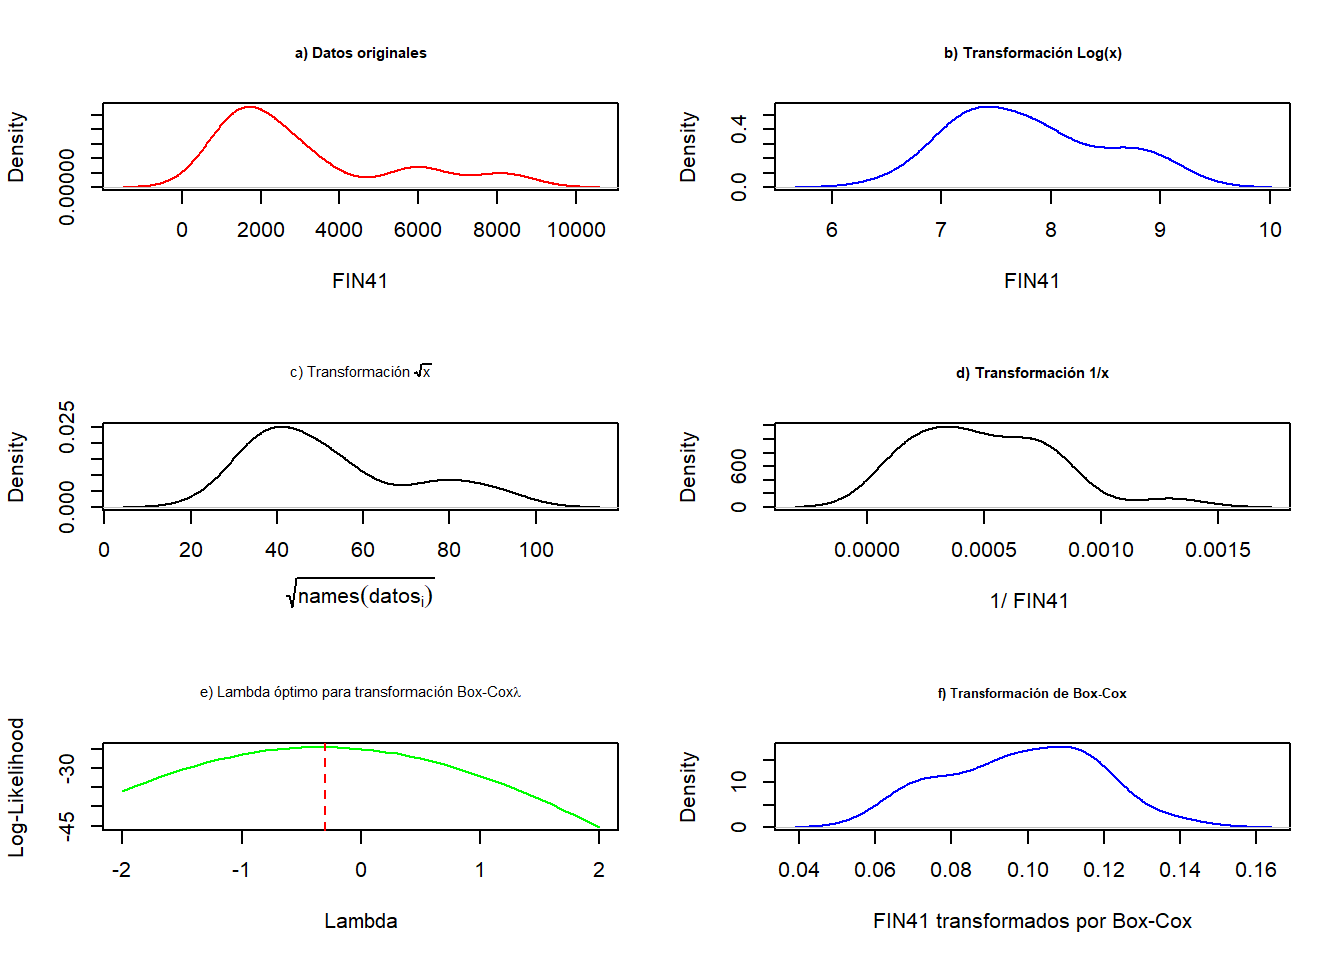 a) Datos originales
Density
0.00000
0 2000 4000 6000 8000 10000
FIN41
b) Transformación Log(x)
Density
0.0 0.4
6 7 8 9 10
FIN41
c) Transformación √x
Density
0.000 0.025
0 20 40 60 80 100
√names(datosᵢ)
d) Transformación 1/x
Density
0 600
0.0000 0.0005 0.0010 0.0015
1/ FIN41
e) Lambda óptimo para transformación Box-Coxλ
Log-Likelihood
-45 -30
-2 -1 0 1 2
Lambda
f) Transformación de Box-Cox
Density
0 10
0.04 0.06 0.08 0.10 0.12 0.14 0.16
FIN41 transformados por Box-Cox